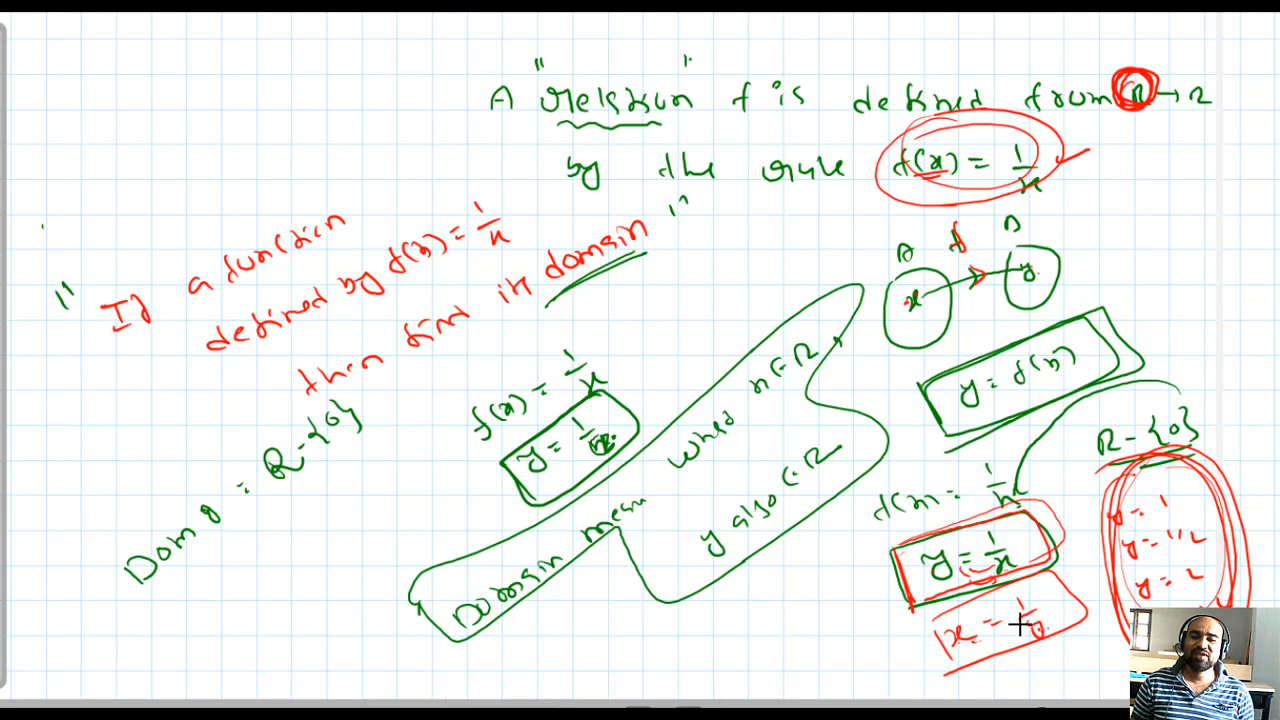 A "relation" f is defined from R → R
by the rule f(x) = 1/x
" If a function
defined by f(x) = 1/x
then find its domain "
A f B
x y
y = f(x)
f(x) = 1/x
y = 1/x
Domain mean
when x ∈ R
y also ∈ R
Dom f = R-{0}
f(x) = 1/x
y = 1/x
x = 1/y
R-{0}
y = 1
y = 1/2
y = 2